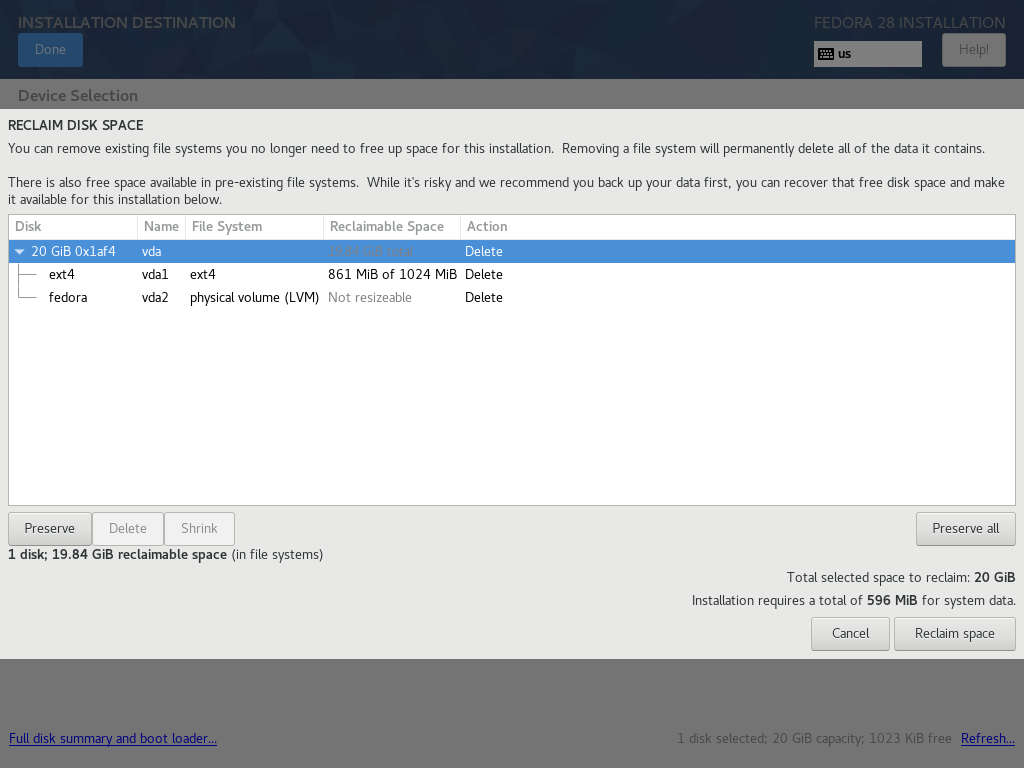 INSTALLATION DESTINATION
FEDORA 28 INSTALLATION
Done
us
Help!
Device Selection
RECLAIM DISK SPACE
You can remove existing file systems you no longer need to free up space for this installation.  Removing a file system will permanently delete all of the data it contains.
There is also free space available in pre-existing file systems.  While it's risky and we recommend you back up your data first, you can recover that free disk space and make
it available for this installation below.
Disk Name File System Reclaimable Space Action
20 GiB 0x1af4 vda Delete
ext4 vda1 ext4 861 MiB of 1024 MiB Delete
fedora vda2 physical volume (LVM) Not resizeable Delete
Preserve Delete Shrink Preserve all
1 disk; 19.84 GiB reclaimable space (in file systems)
Total selected space to reclaim: 20 GiB
Installation requires a total of 596 MiB for system data.
Cancel Reclaim space
Full disk summary and boot loader...
1 disk selected; 20 GiB capacity; 1023 KiB free Refresh...